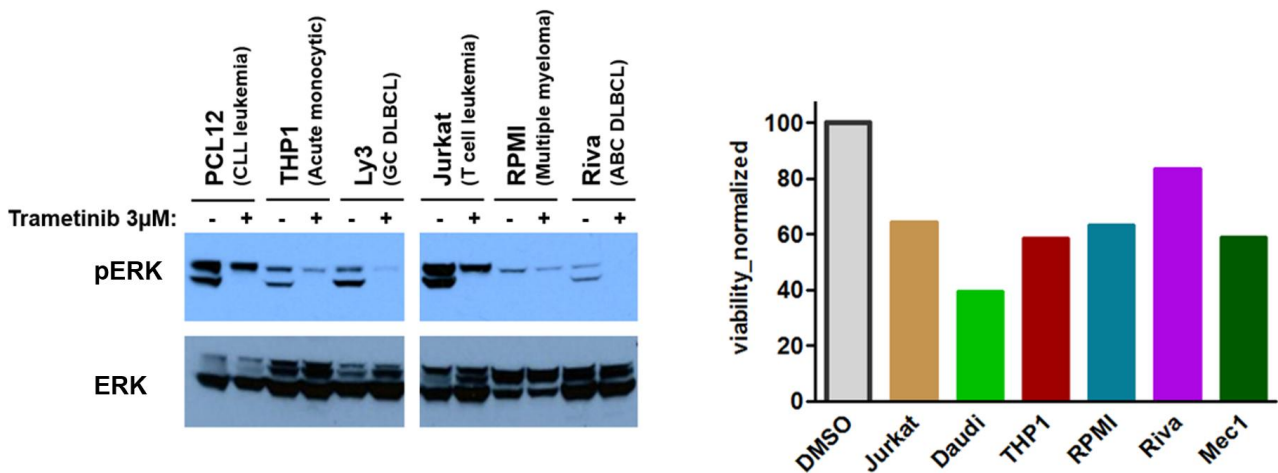 PCL12
(CLL leukemia)
THP1
(Acute monocytic)
Ly3
(GC DLBCL)
Jurkat
(T cell leukemia)
RPMI
(Multiple myeloma)
Riva
(ABC DLBCL)
Trametinib 3µM: - + - + - + - + - + - +
pERK
ERK
viability_normalized
100
80
60
40
20
0
DMSO
Jurkat
Daudi
THP1
RPMI
Riva
Mec1